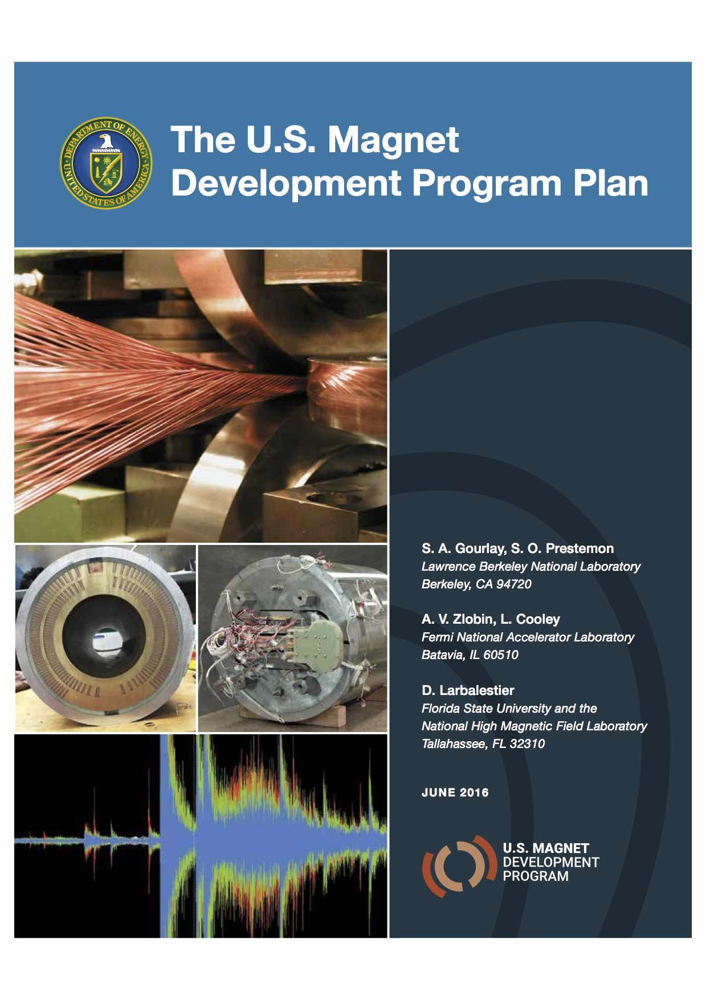 DEPARTMENT OF ENERGY
UNITED STATES OF AMERICA
The U.S. Magnet
Development Program Plan
S. A. Gourlay, S. O. Prestemon
Lawrence Berkeley National Laboratory
Berkeley, CA 94720
A. V. Zlobin, L. Cooley
Fermi National Accelerator Laboratory
Batavia, IL 60510
D. Larbalestier
Florida State University and the
National High Magnetic Field Laboratory
Tallahassee, FL 32310
JUNE 2016
U.S. MAGNET
DEVELOPMENT
PROGRAM